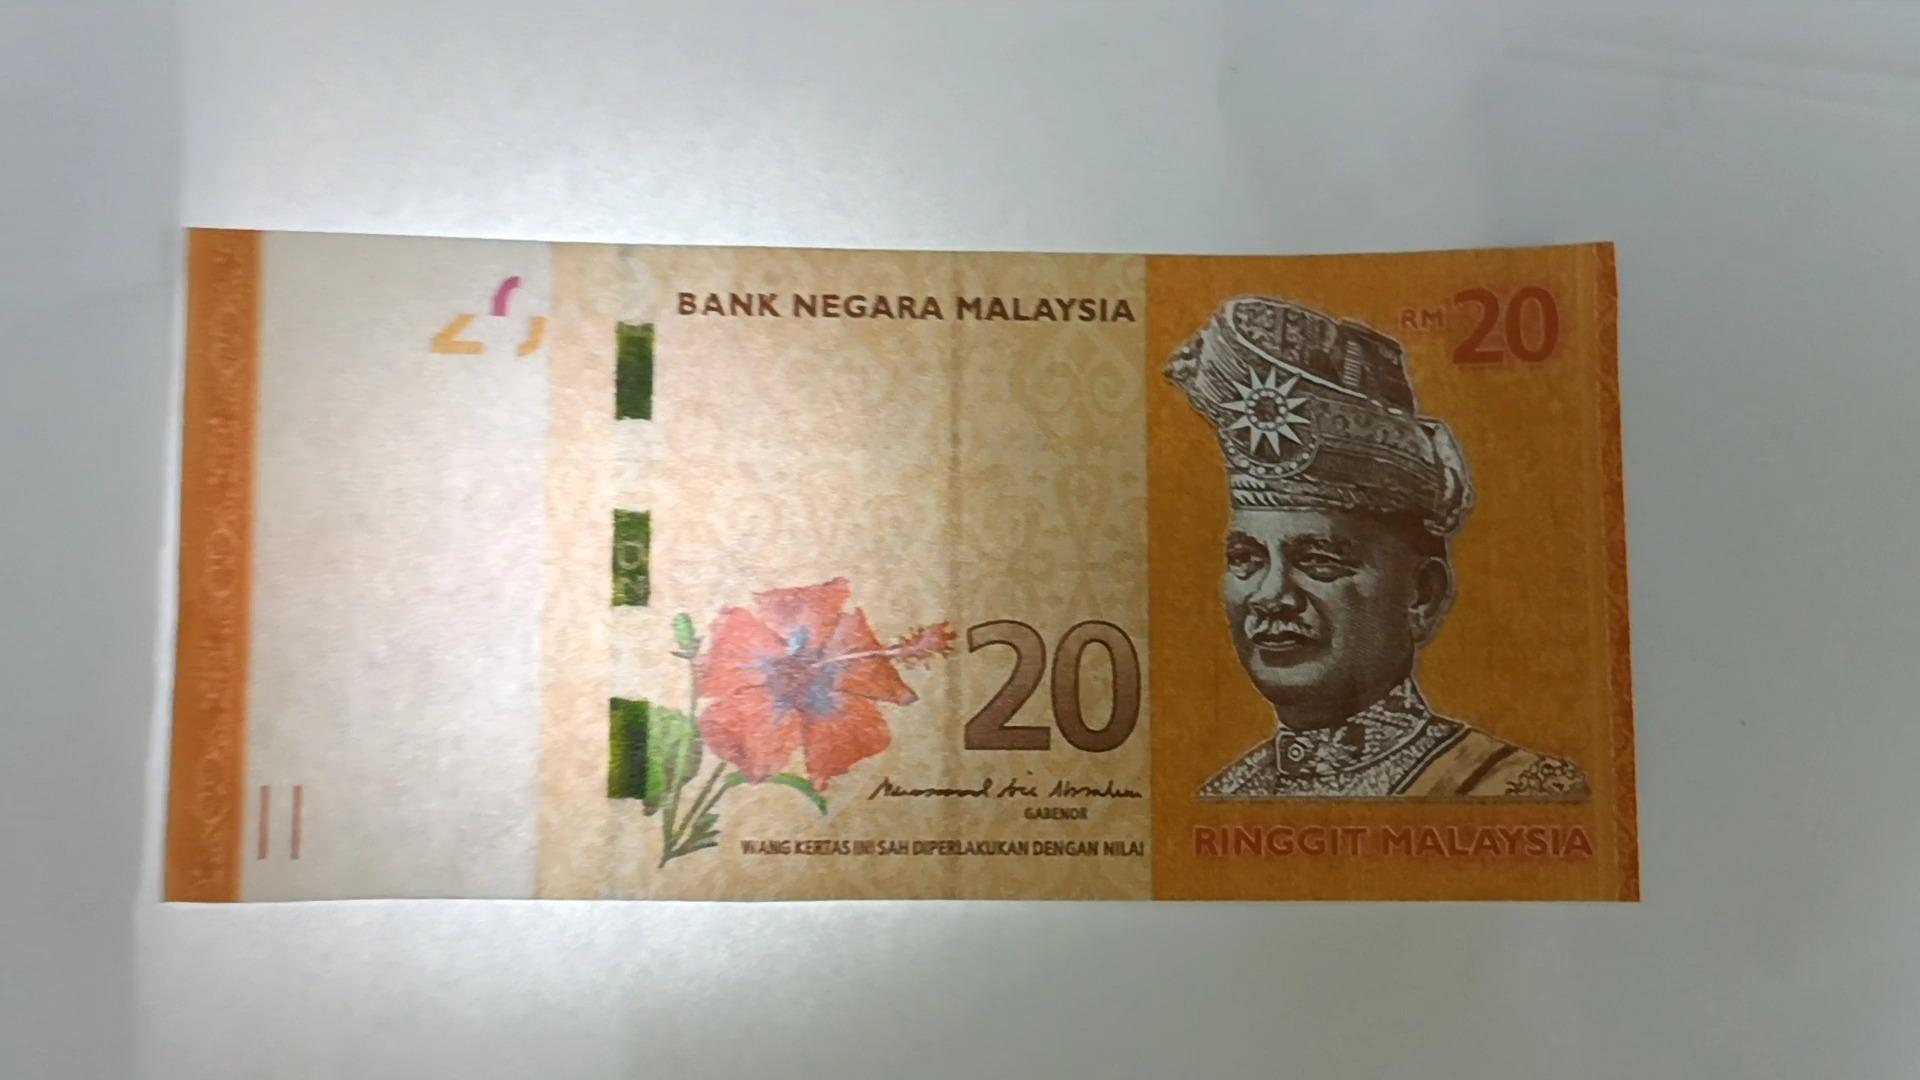 BANK NEGARA MALAYSIA
RM 20
20
GABENOR
WANG KERTAS INI SAH DIPERLAKUKAN DENGAN NILAI
RINGGIT MALAYSIA